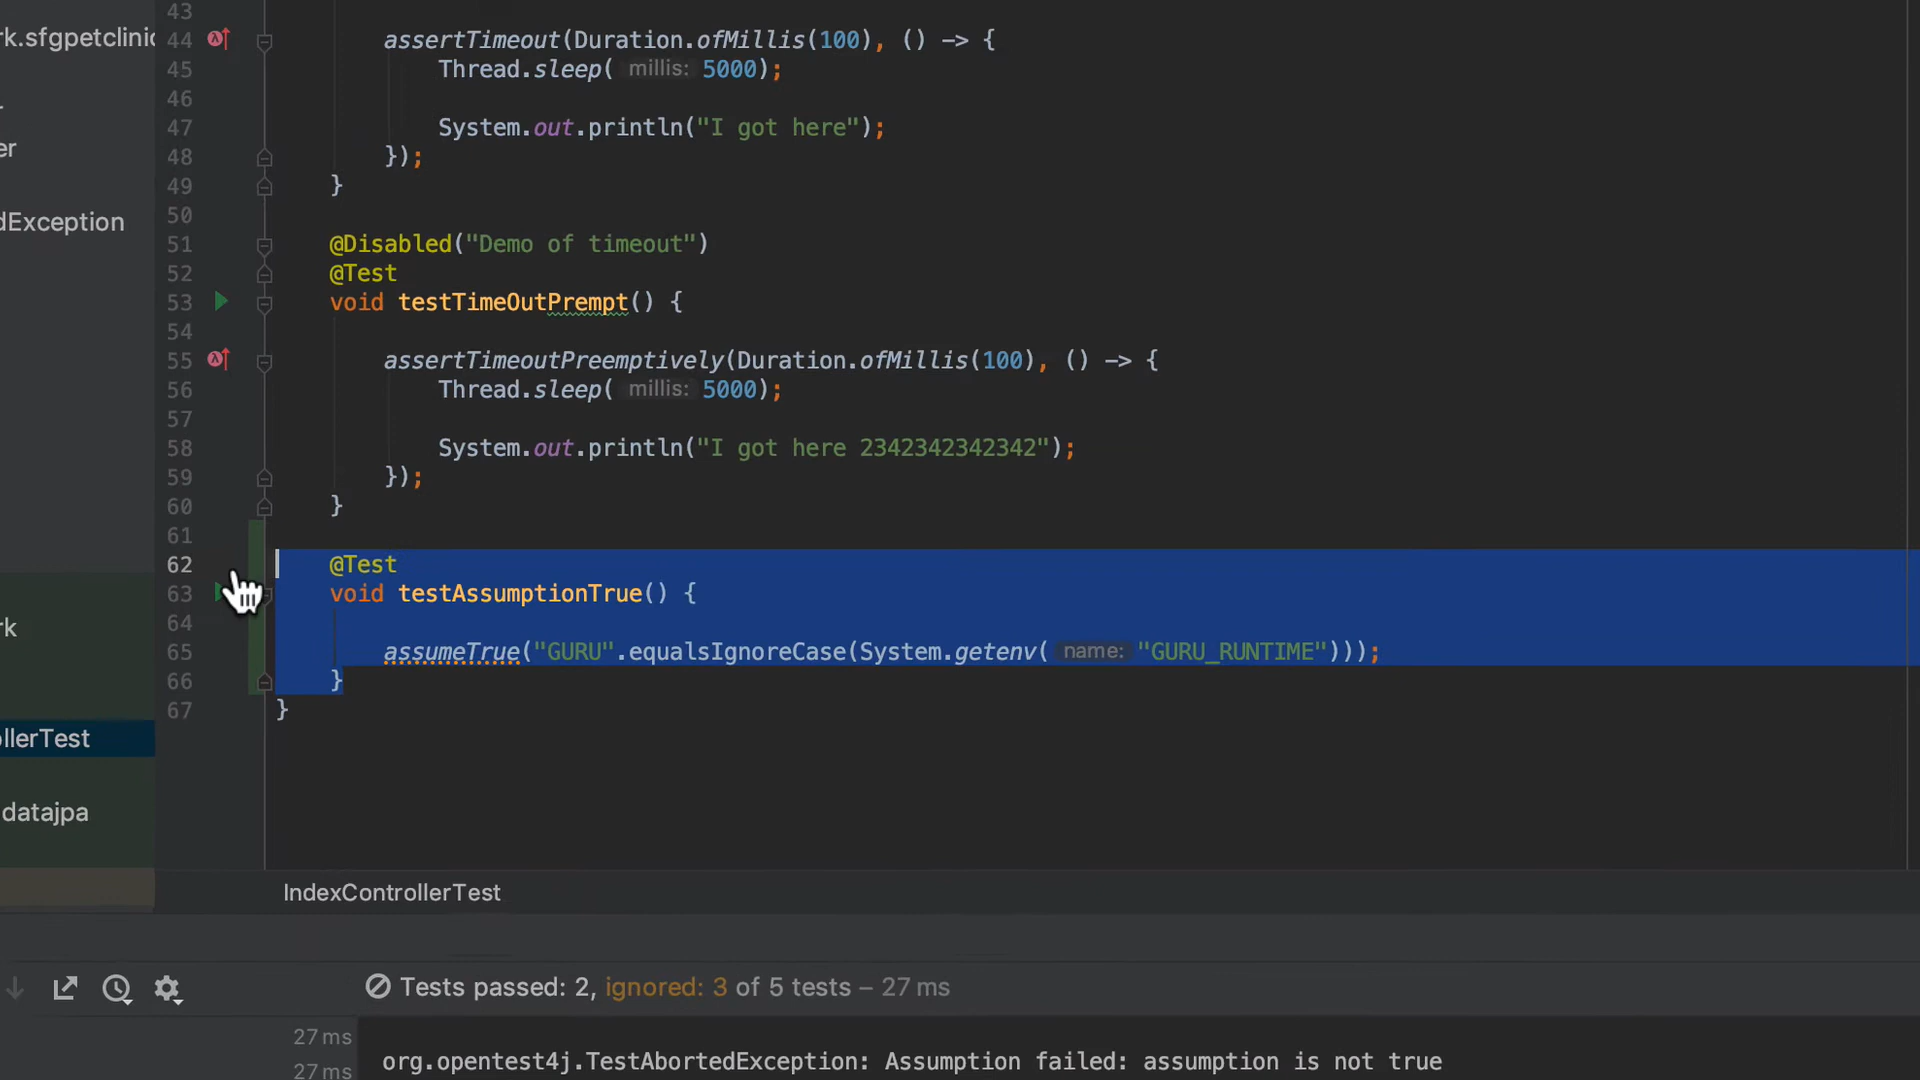 43
k.sfgpetclinic
44 assertTimeout(Duration.ofMillis(100), () -> {
45 Thread.sleep( millis: 5000);
46
47 System.out.println("I got here");
er
48 });
49 }
50
dException
51 @Disabled("Demo of timeout")
52 @Test
53 void testTimeOutPrempt() {
54
55 assertTimeoutPreemptively(Duration.ofMillis(100), () -> {
56 Thread.sleep( millis: 5000);
57
58 System.out.println("I got here 2342342342342");
59 });
60 }
61
62 @Test
63 void testAssumptionTrue() {
64
rk
65 assumeTrue("GURU".equalsIgnoreCase(System.getenv( name: "GURU_RUNTIME")));
66 }
67 }
llerTest
datajpa
IndexControllerTest
Tests passed: 2, ignored: 3 of 5 tests – 27 ms
27 ms
27 ms
org.opentest4j.TestAbortedException: Assumption failed: assumption is not true